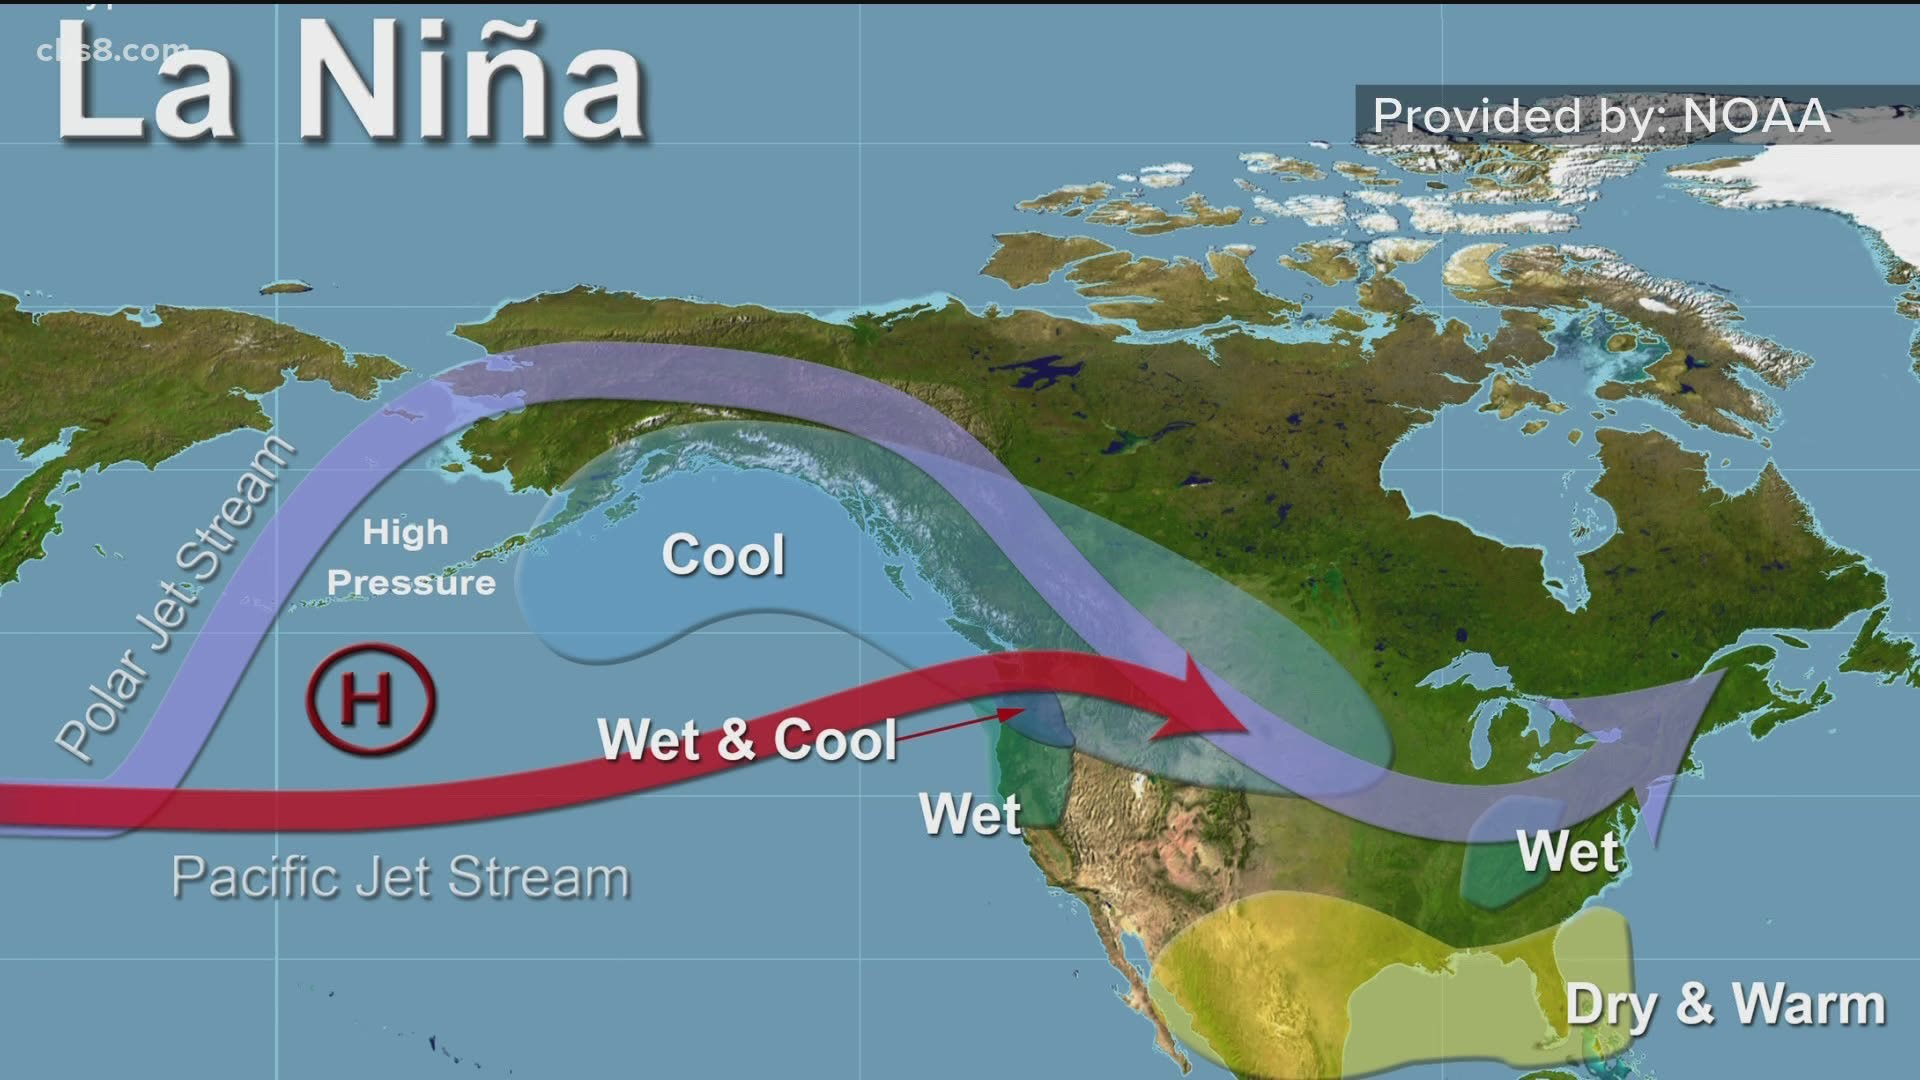 cbs8.com
La Niña
Provided by: NOAA
Polar Jet Stream
High
Pressure
Cool
H
Wet & Cool
Wet
Wet
Pacific Jet Stream
Dry & Warm